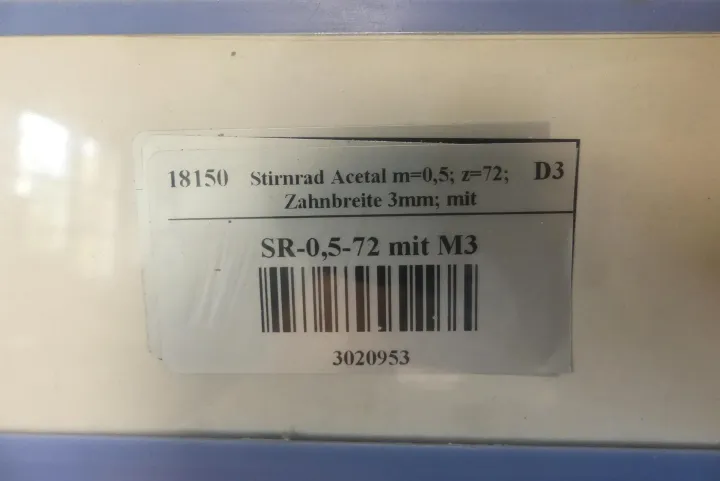 18150 Stirnrad Acetal m=0,5; z=72; D3
Zahnbreite 3mm; mit
SR-0,5-72 mit M3
3020953